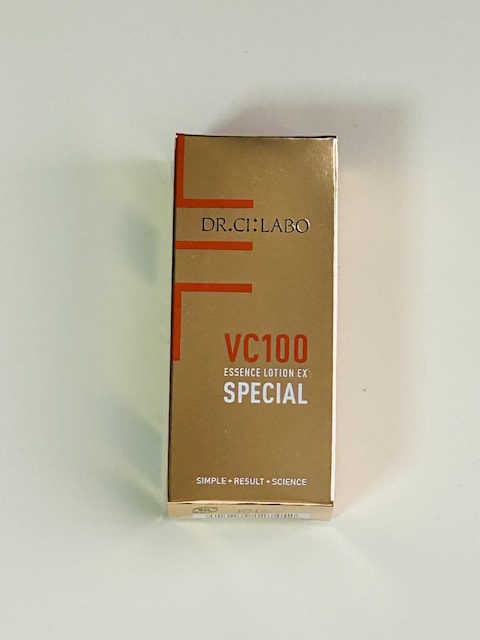 DR.CI:LABO
VC100
ESSENCE LOTION EX
SPECIAL
SIMPLE + RESULT + SCIENCE